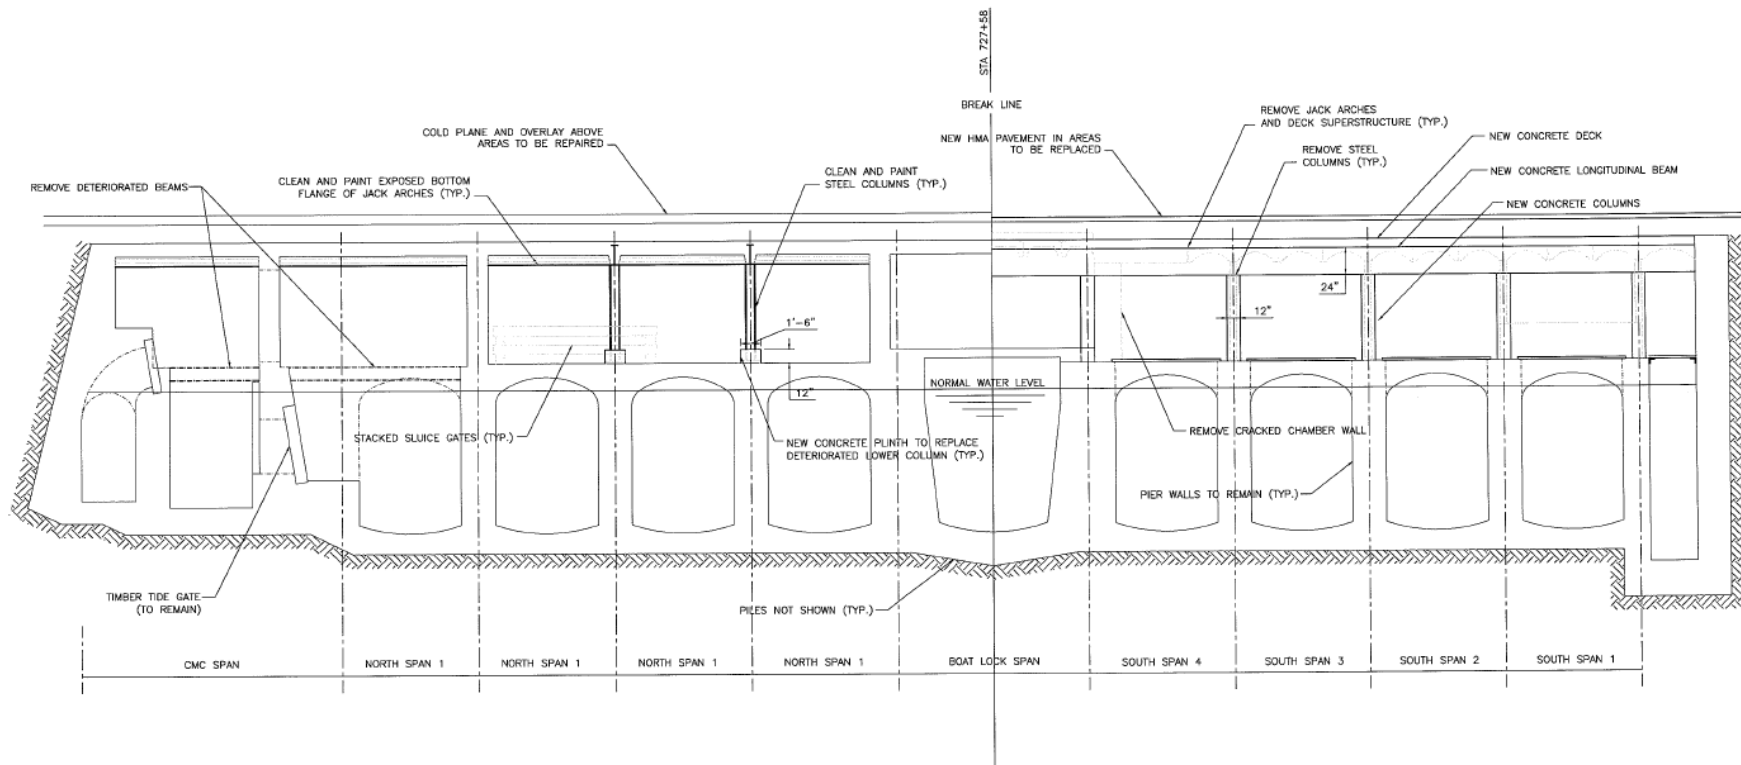 STA 727+58
BREAK LINE
COLD PLANE AND OVERLAY ABOVE
AREAS TO BE REPAIRED
NEW HMA PAVEMENT IN AREAS
TO BE REPLACED
REMOVE JACK ARCHES
AND DECK SUPERSTRUCTURE (TYP.)
NEW CONCRETE DECK
REMOVE STEEL
COLUMNS (TYP.)
NEW CONCRETE LONGITUDINAL BEAM
NEW CONCRETE COLUMNS
REMOVE DETERIORATED BEAMS
CLEAN AND PAINT EXPOSED BOTTOM
FLANGE OF JACK ARCHES (TYP.)
CLEAN AND PAINT
STEEL COLUMNS (TYP.)
24"
12"
1'-6"
12"
NORMAL WATER LEVEL
STACKED SLUICE GATES (TYP.)
NEW CONCRETE PLINTH TO REPLACE
DETERIORATED LOWER COLUMN (TYP.)
REMOVE CRACKED CHAMBER WALL
PIER WALLS TO REMAIN (TYP.)
TIMBER TIDE GATE
(TO REMAIN)
PILES NOT SHOWN (TYP.)
CMC SPAN
NORTH SPAN 1
NORTH SPAN 1
NORTH SPAN 1
NORTH SPAN 1
BOAT LOCK SPAN
SOUTH SPAN 4
SOUTH SPAN 3
SOUTH SPAN 2
SOUTH SPAN 1